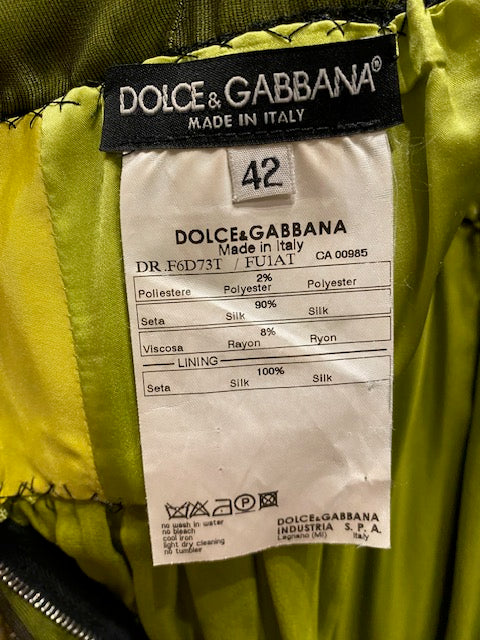 DOLCE & GABBANA®
MADE IN ITALY
42
DOLCE&GABBANA
Made in Italy
DR.F6D73T / FU1AT CA 00985
2%
Poliestere Polyester Polyester
90%
Seta Silk Silk
8%
Viscosa Rayon Ryon
LINING
100%
Seta Silk Silk
A P
no wash in water
no bleach
cool iron
light dry cleaning
no tumbler
DOLCE&GABBANA
INDUSTRIA S. P. A.
Legnano (MI) Italy